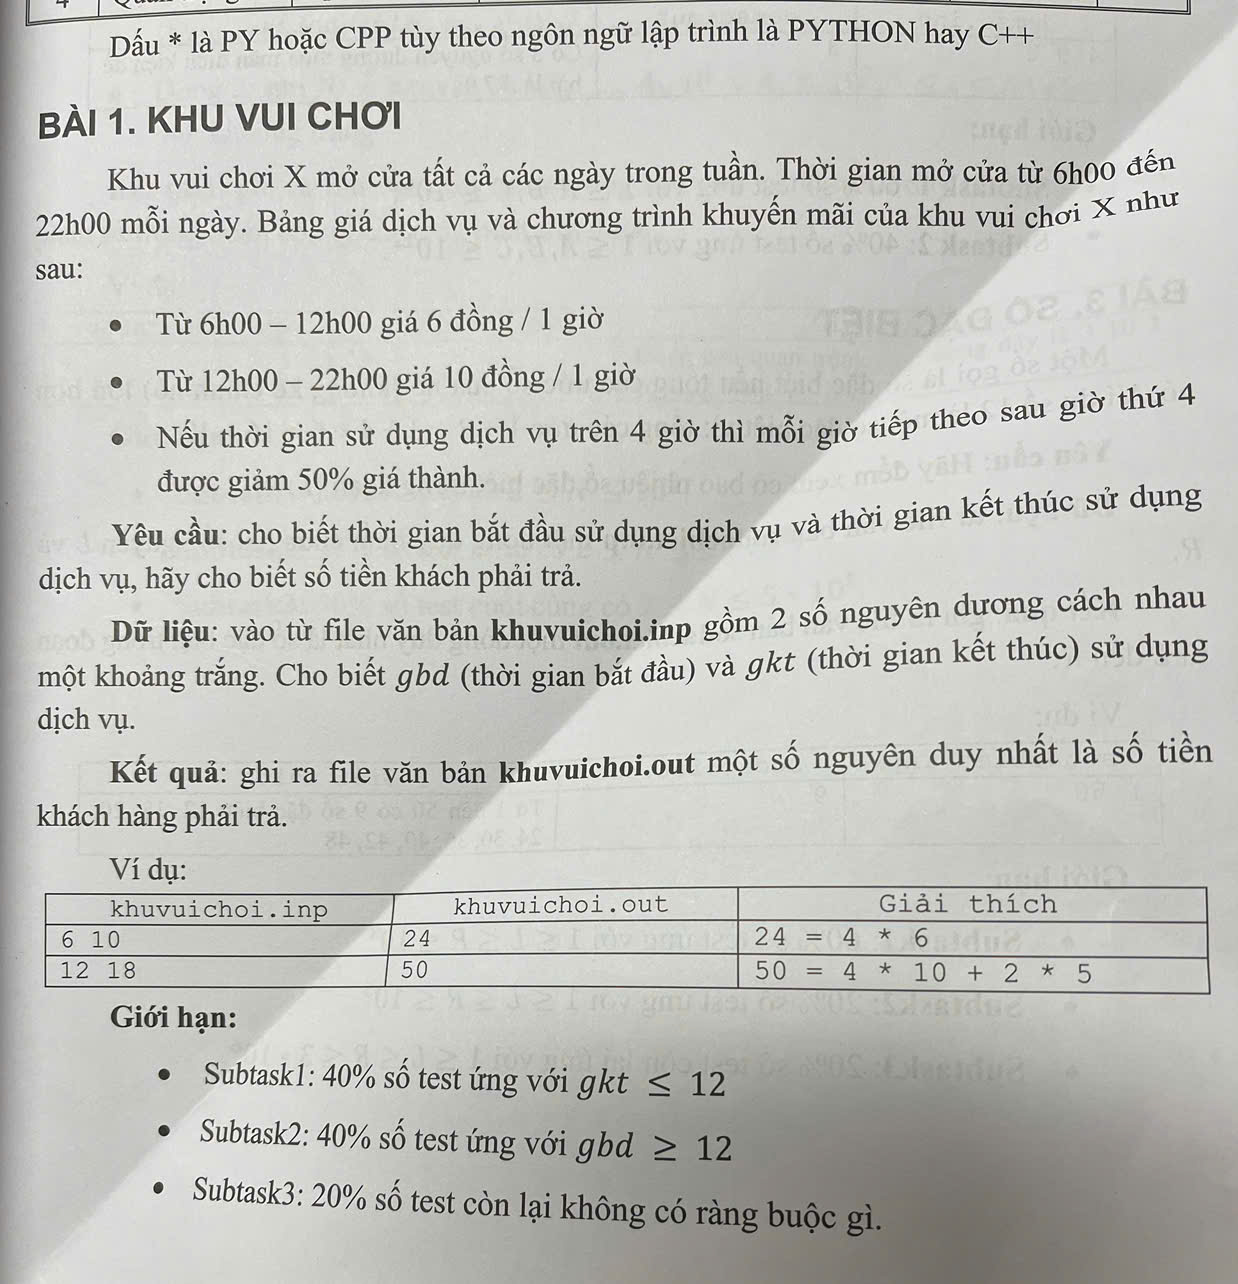 Dấu * là PY hoặc CPP tùy theo ngôn ngữ lập trình là PYTHON hay C++
BÀI 1. KHU VUI CHƠI
Khu vui chơi X mở cửa tất cả các ngày trong tuần. Thời gian mở cửa từ 6h00 đến
22h00 mỗi ngày. Bảng giá dịch vụ và chương trình khuyến mãi của khu vui chơi X như
sau:
• Từ 6h00 – 12h00 giá 6 đồng / 1 giờ
• Từ 12h00 – 22h00 giá 10 đồng / 1 giờ
• Nếu thời gian sử dụng dịch vụ trên 4 giờ thì mỗi giờ tiếp theo sau giờ thứ 4
được giảm 50% giá thành.
Yêu cầu: cho biết thời gian bắt đầu sử dụng dịch vụ và thời gian kết thúc sử dụng
dịch vụ, hãy cho biết số tiền khách phải trả.
Dữ liệu: vào từ file văn bản khuvuichoi.inp gồm 2 số nguyên dương cách nhau
một khoảng trắng. Cho biết gbd (thời gian bắt đầu) và gkt (thời gian kết thúc) sử dụng
dịch vụ.
Kết quả: ghi ra file văn bản khuvuichoi.out một số nguyên duy nhất là số tiền
khách hàng phải trả.
Ví dụ:
khuvuichoi.inp khuvuichoi.out Giải thích
6 10 24 24 = 4 * 6
12 18 50 50 = 4 * 10 + 2 * 5
Giới hạn:
• Subtask1: 40% số test ứng với gkt ≤ 12
• Subtask2: 40% số test ứng với gbd ≥ 12
• Subtask3: 20% số test còn lại không có ràng buộc gì.